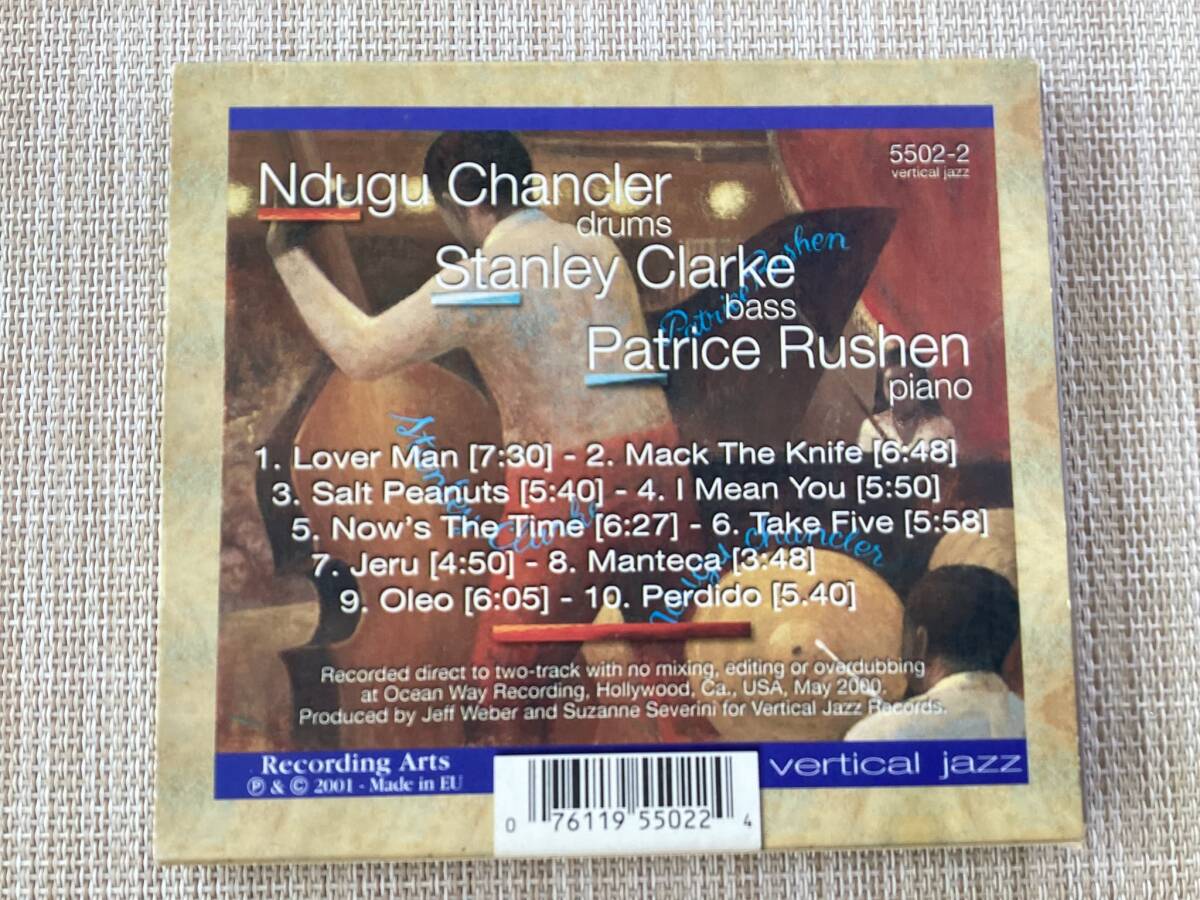 5502-2
vertical jazz
Ndugu Chancler
drums
Stanley Clarke
bass
Patrice Rushen
piano
Patrice Rushen
Stanley Clarke
Ndugu Chancler
1. Lover Man [7:30] - 2. Mack The Knife [6:48]
3. Salt Peanuts [5:40] - 4. I Mean You [5:50]
5. Now's The Time [6:27] - 6. Take Five [5:58]
7. Jeru [4:50] - 8. Manteca [3:48]
9. Oleo [6:05] - 10. Perdido [5.40]
Recorded direct to two-track with no mixing, editing or overdubbing
at Ocean Way Recording, Hollywood, Ca., USA, May 2000.
Produced by Jeff Weber and Suzanne Severini for Vertical Jazz Records.
Recording Arts
℗ & © 2001 - Made in EU
vertical jazz
0 76119 55022 4